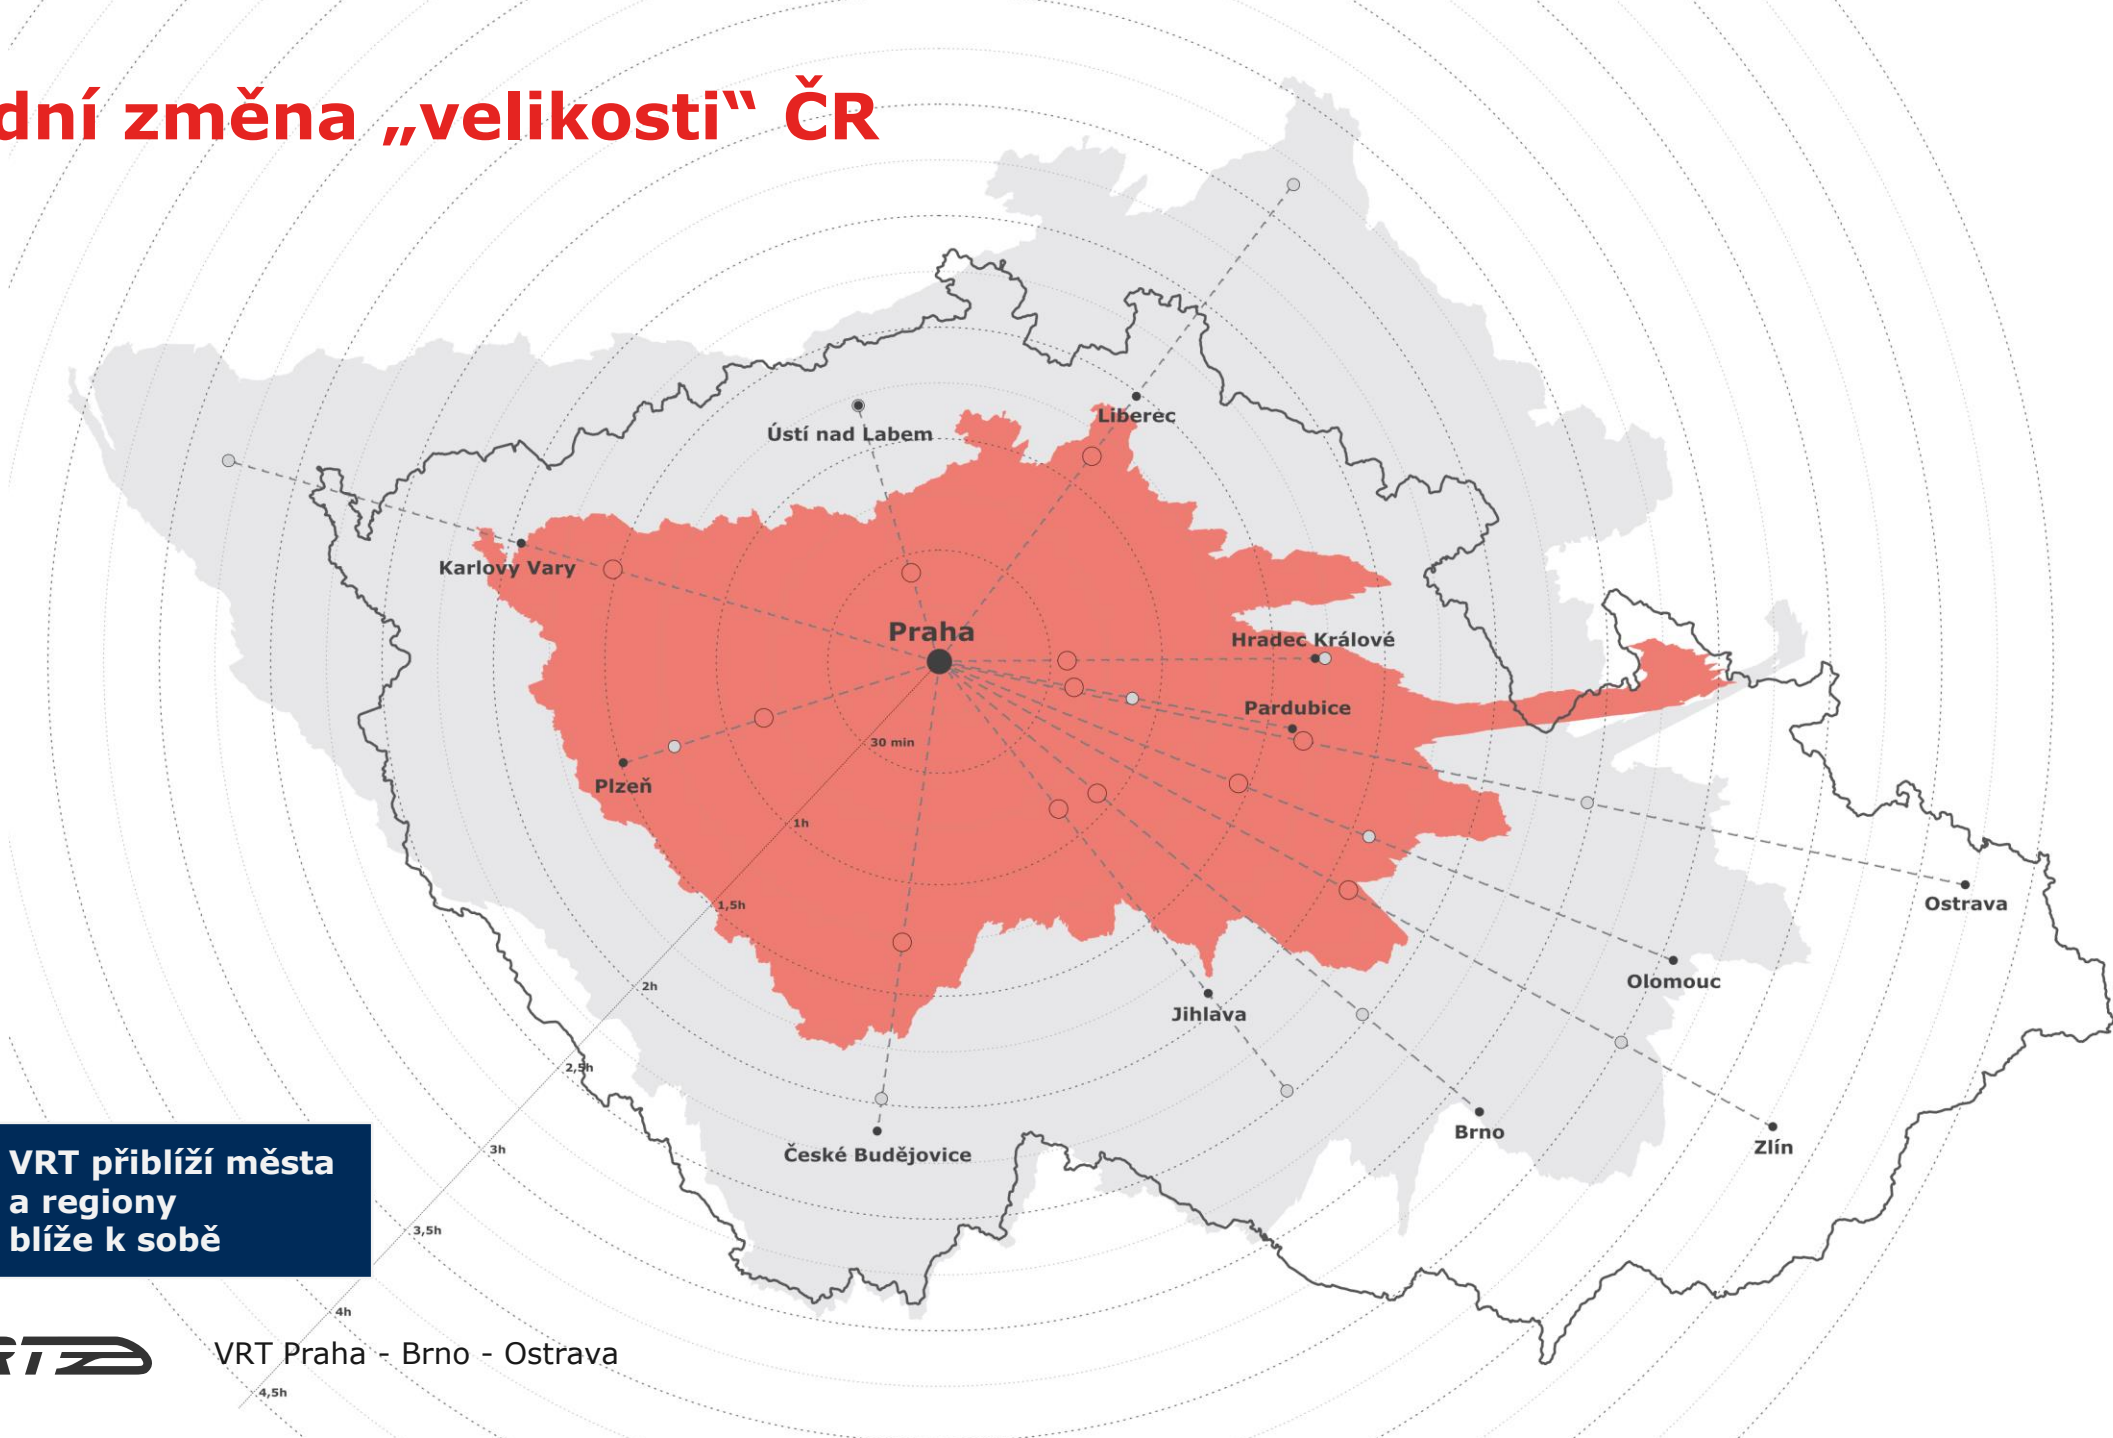 dní změna „velikosti“ ČR
Liberec
Ústí nad Labem
Karlovy Vary
Praha
Hradec Králové
Pardubice
30 min
Plzeň
1h
Ostrava
1,5h
Olomouc
2h
Jihlava
2,5h
Brno
Zlín
3h
České Budějovice
VRT přiblíží města
a regiony
blíže k sobě
3,5h
4h
RT
VRT Praha - Brno - Ostrava
4,5h